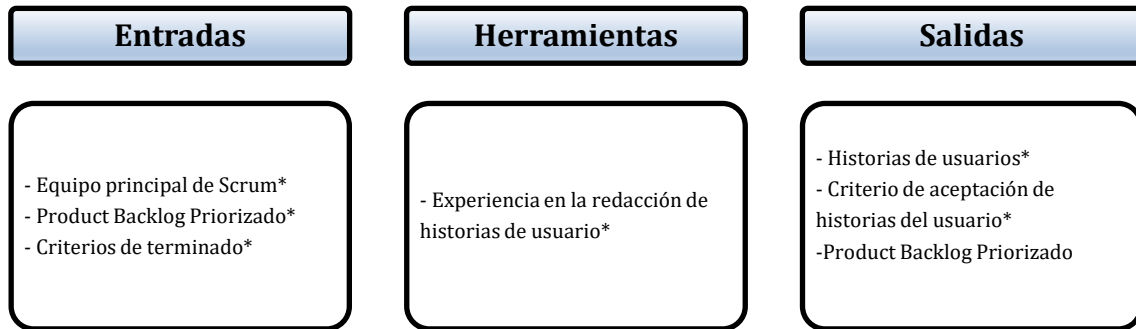 Entradas
Herramientas
Salidas
- Equipo principal de Scrum*
- Product Backlog Priorizado*
- Criterios de terminado*
- Experiencia en la redacción de
historias de usuario*
- Historias de usuarios*
- Criterio de aceptación de
historias del usuario*
-Product Backlog Priorizado